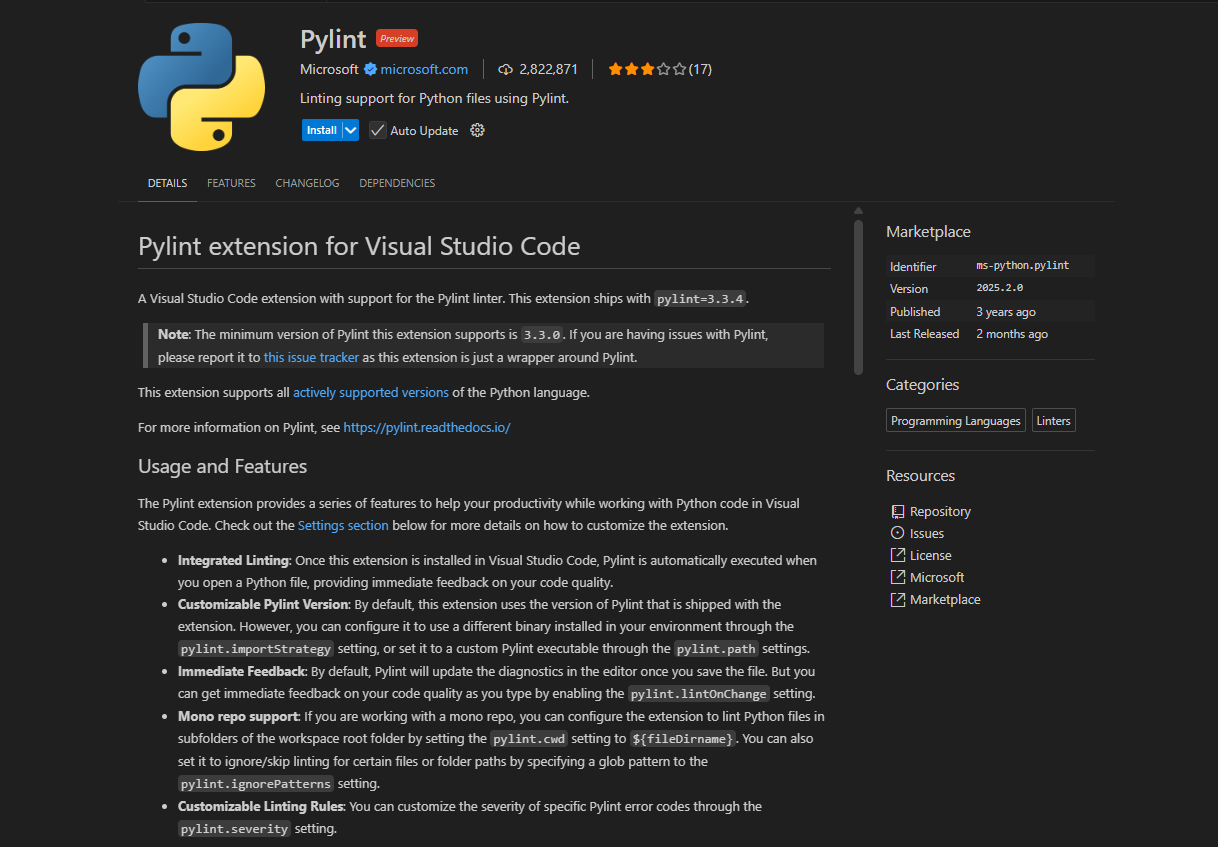 Pylint Preview
Microsoft microsoft.com 2,822,871 (17)
Linting support for Python files using Pylint.
Install Auto Update
DETAILS FEATURES CHANGELOG DEPENDENCIES
Pylint extension for Visual Studio Code
A Visual Studio Code extension with support for the Pylint linter. This extension ships with pylint=3.3.4.
Note: The minimum version of Pylint this extension supports is 3.3.0. If you are having issues with Pylint,
please report it to this issue tracker as this extension is just a wrapper around Pylint.
This extension supports all actively supported versions of the Python language.
For more information on Pylint, see https://pylint.readthedocs.io/
Usage and Features
The Pylint extension provides a series of features to help your productivity while working with Python code in Visual
Studio Code. Check out the Settings section below for more details on how to customize the extension.
• Integrated Linting: Once this extension is installed in Visual Studio Code, Pylint is automatically executed when
you open a Python file, providing immediate feedback on your code quality.
• Customizable Pylint Version: By default, this extension uses the version of Pylint that is shipped with the
extension. However, you can configure it to use a different binary installed in your environment through the
pylint.importStrategy setting, or set it to a custom Pylint executable through the pylint.path settings.
• Immediate Feedback: By default, Pylint will update the diagnostics in the editor once you save the file. But you
can get immediate feedback on your code quality as you type by enabling the pylint.lintOnChange setting.
• Mono repo support: If you are working with a mono repo, you can configure the extension to lint Python files in
subfolders of the workspace root folder by setting the pylint.cwd setting to ${fileDirname}. You can also
set it to ignore/skip linting for certain files or folder paths by specifying a glob pattern to the
pylint.ignorePatterns setting.
• Customizable Linting Rules: You can customize the severity of specific Pylint error codes through the
pylint.severity setting.
Marketplace
Identifier ms-python.pylint
Version 2025.2.0
Published 3 years ago
Last Released 2 months ago
Categories
Programming Languages Linters
Resources
Repository
Issues
License
Microsoft
Marketplace